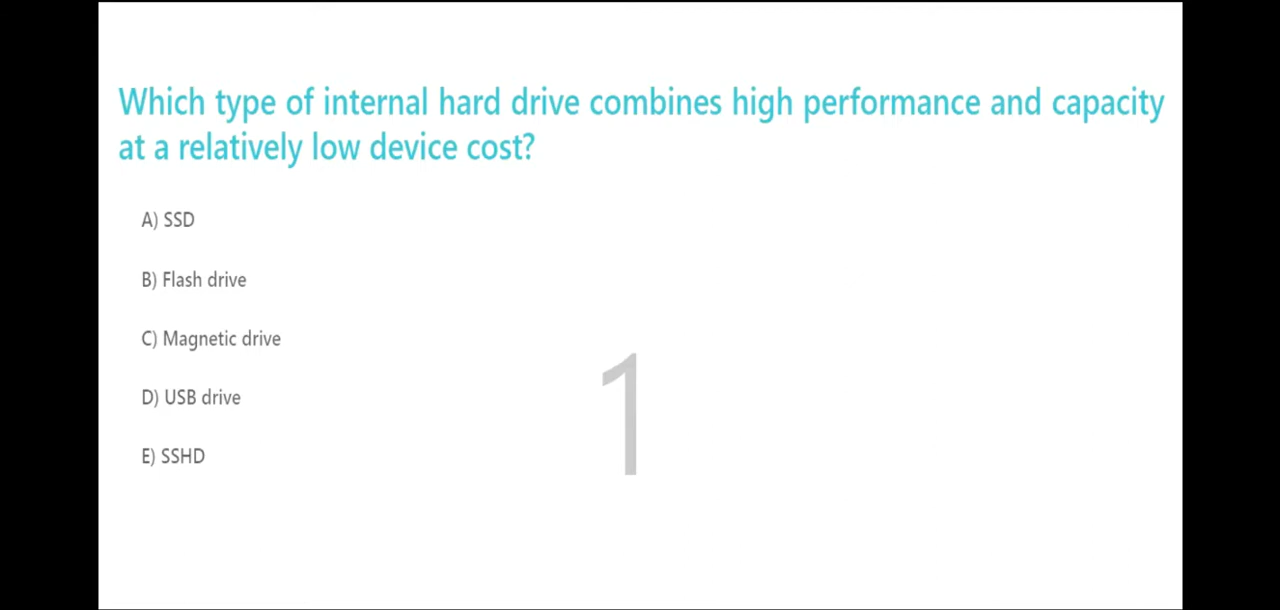 Which type of internal hard drive combines high performance and capacity
at a relatively low device cost?
A) SSD
B) Flash drive
C) Magnetic drive
1
D) USB drive
E) SSHD